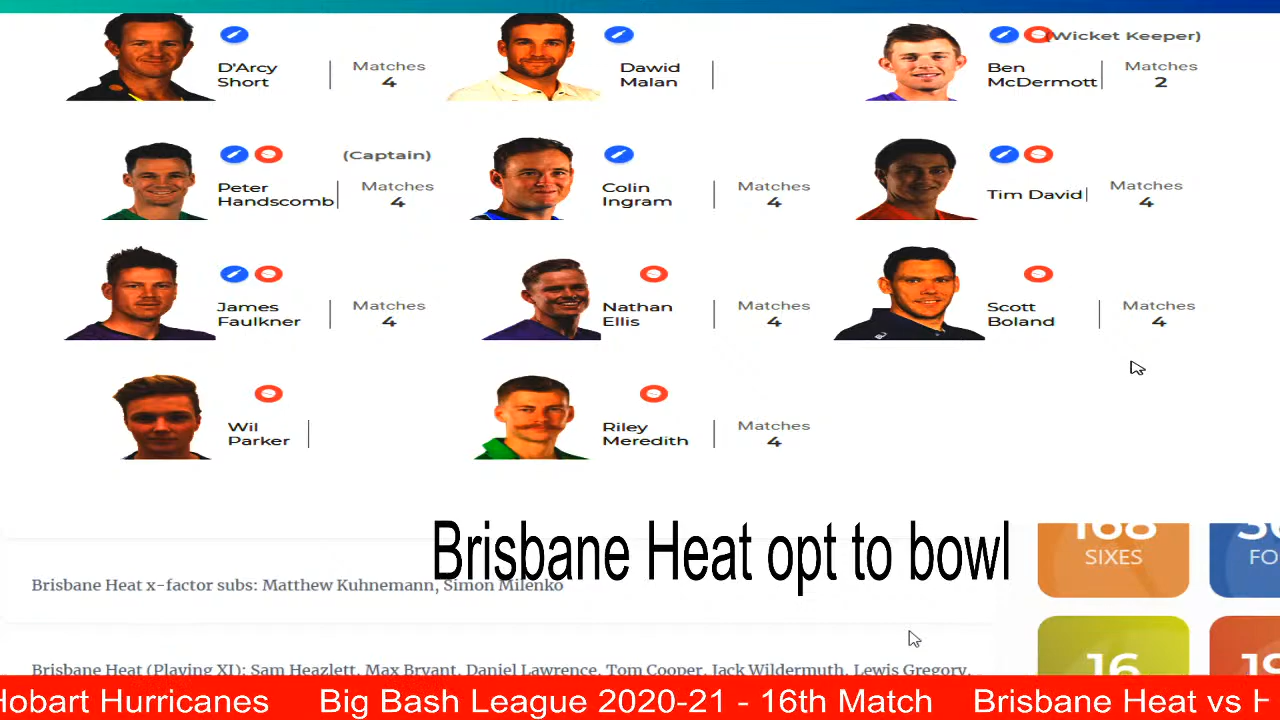 D'Arcy
Short
Matches
4
Dawid
Malan
(Wicket Keeper)
Ben
McDermott
Matches
2
(Captain)
Peter
Handscomb
Matches
4
Colin
Ingram
Matches
4
Tim David
Matches
4
James
Faulkner
Matches
4
Nathan
Ellis
Matches
4
Scott
Boland
Matches
4
Wil
Parker
Riley
Meredith
Matches
4
Brisbane Heat opt to bowl
168
SIXES
FO
Brisbane Heat x-factor subs: Matthew Kuhnemann, Simon Milenko
16
Brisbane Heat (Playing XI): Sam Heazlett, Max Bryant, Daniel Lawrence, Tom Cooper, Jack Wildermuth, Lewis Gregory,
Hobart Hurricanes Big Bash League 2020-21 - 16th Match Brisbane Heat vs H